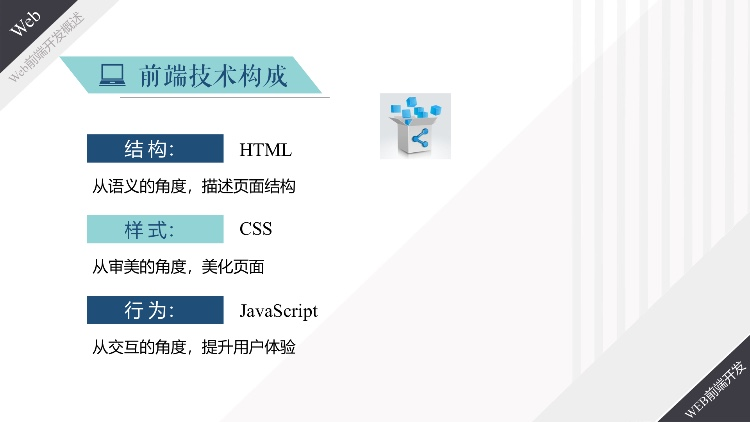 Web
Web前端开发概述
前端技术构成
结构：
HTML
从语义的角度，描述页面结构
样式：
CSS
从审美的角度，美化页面
行为：
JavaScript
从交互的角度，提升用户体验
WEB前端开发